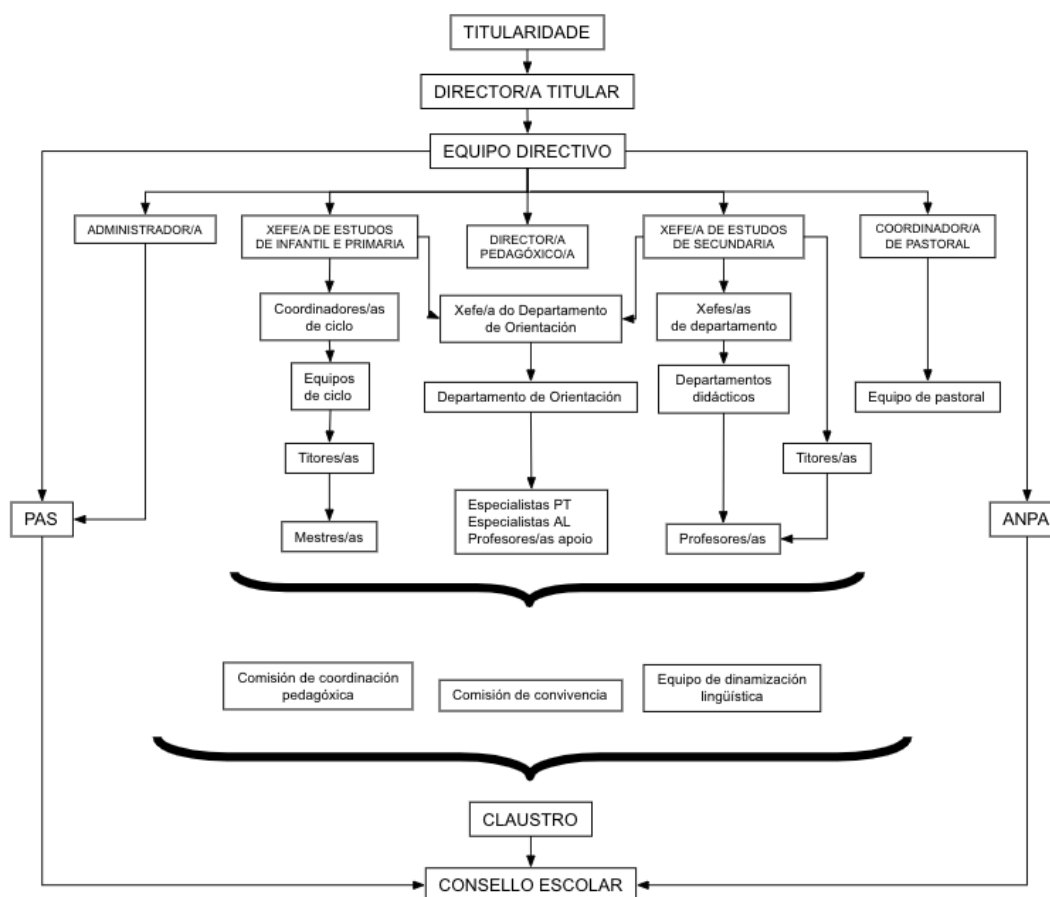 TITULARIDADE
DIRECTOR/A TITULAR
EQUIPO DIRECTIVO
ADMINISTRADOR/A
XEFE/A DE ESTUDOS
DE INFANTIL E PRIMARIA
DIRECTOR/A
PEDAGÓXICO/A
XEFE/A DE ESTUDOS
DE SECUNDARIA
COORDINADOR/A
DE PASTORAL
Coordinadores/as
de ciclo
Xefe/a do Departamento
de Orientación
Xefes/as
de departamento
Equipos
de ciclo
Departamento de Orientación
Departamentos
didácticos
Equipo de pastoral
Titores/as
Titores/as
PAS
Mestres/as
Especialistas PT
Especialistas AL
Profesores/as apoio
Profesores/as
ANPA
Comisión de coordinación
pedagóxica
Comisión de convivencia
Equipo de dinamización
lingüística
CLAUSTRO
CONSELLO ESCOLAR